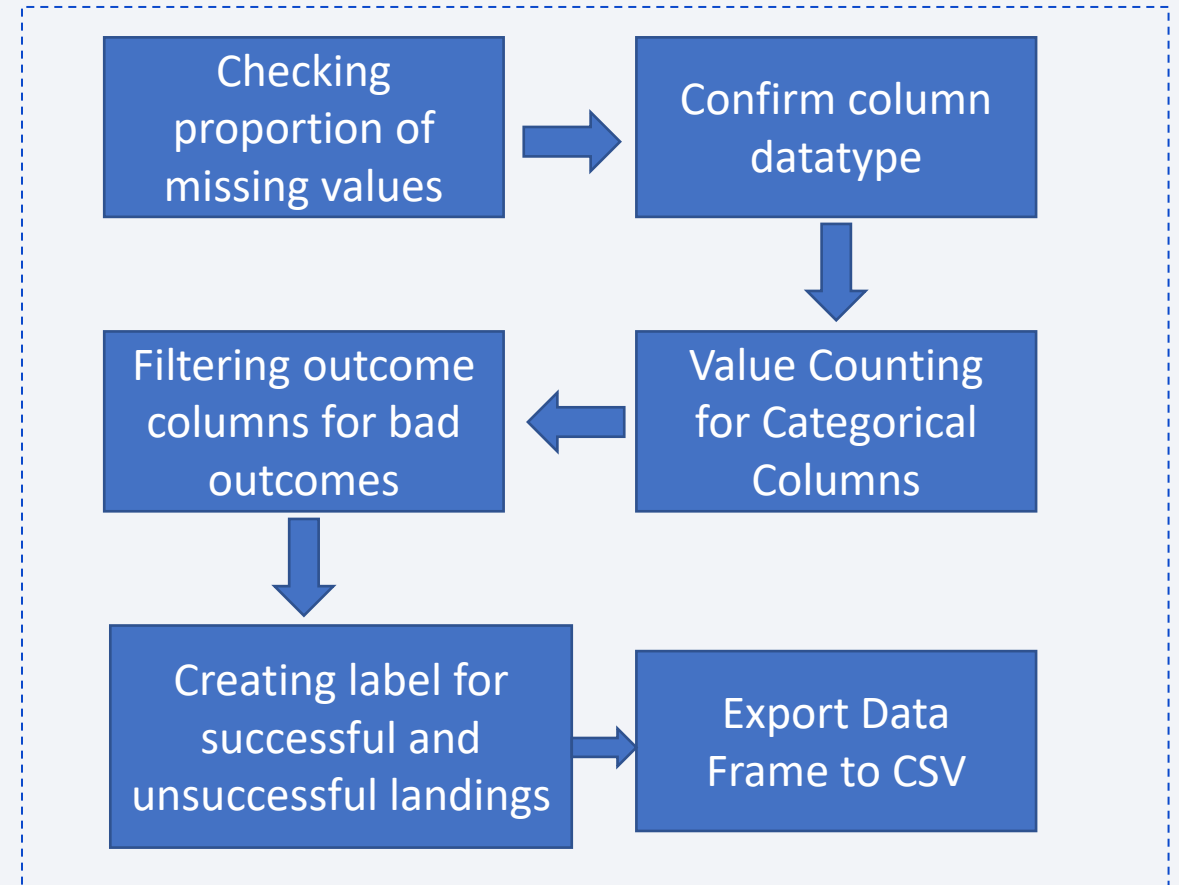 Checking
proportion of
missing values
Confirm column
datatype
Value Counting
for Categorical
Columns
Filtering outcome
columns for bad
outcomes
Creating label for
successful and
unsuccessful landings
Export Data
Frame to CSV